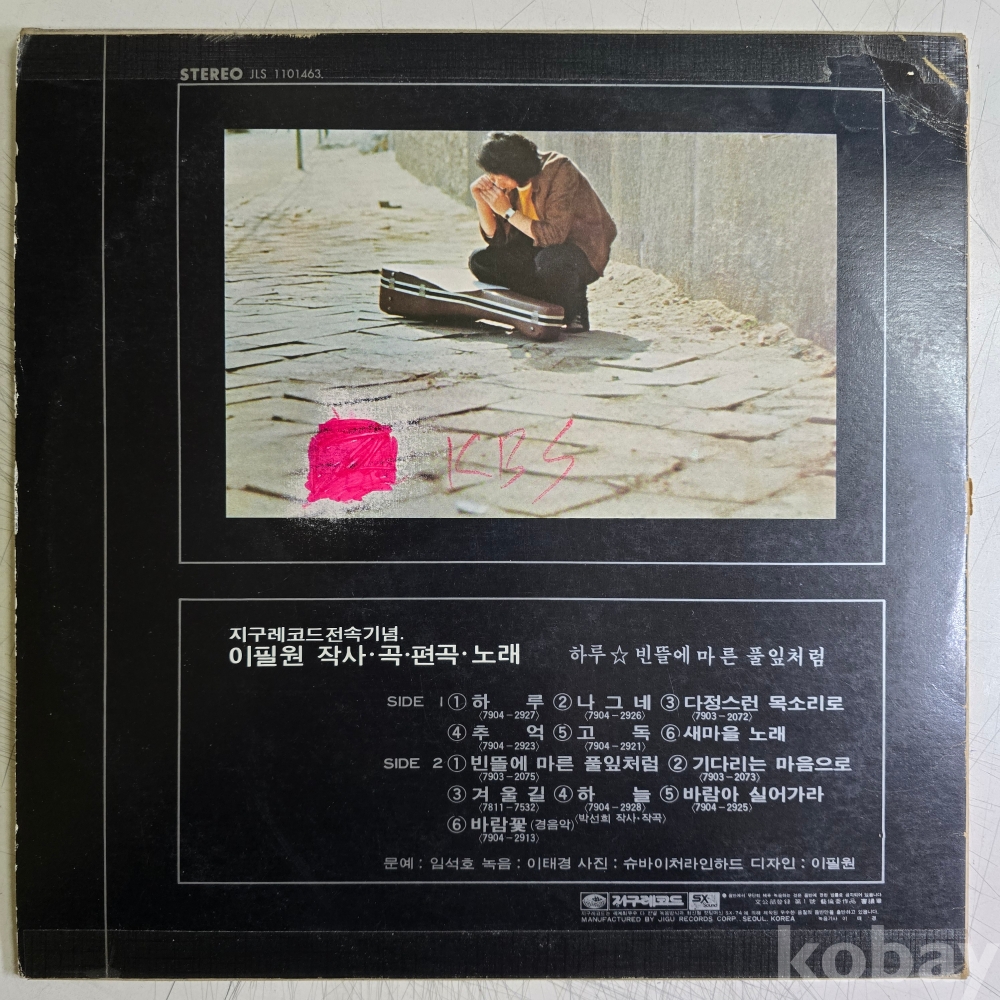 STEREO JLS 1101463.
KBS
지구레코드전속기념.
이필원 작사·곡·편곡·노래 하루☆빈뜰에마른풀잎처럼
SIDE 1 ①하 루 ②나그네 ③다정스런 목소리로
〈7904-2927〉 〈7904-2926〉 〈7903-2072〉
④추 억 ⑤고 독 ⑥새마을 노래
〈7904-2923〉 〈7904-2921〉
SIDE 2 ①빈뜰에 마른 풀잎처럼 ②기다리는 마음으로
〈7903-2075〉 〈7903-2073〉
③겨울길 ④하 늘 ⑤바람아 실어가라
〈7811-7532〉 〈7904-2928〉 〈7904-2925〉
⑥바람꽃(경음악)〈박선희 작사·작곡〉
〈7904-2913〉
문예:임석호 녹음:이태경 사진:슈바이처라인하드 디자인:이필원
지구레코드 SX Sound
MANUFACTURED BY JIGU RECORDS CORP., SEOUL, KOREA
kobay